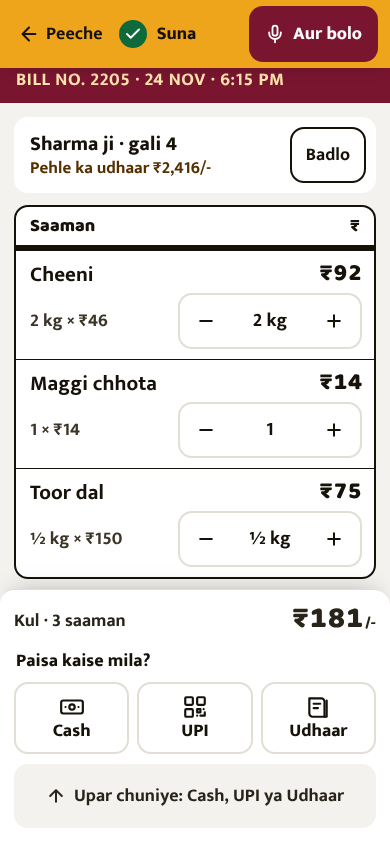 Peeche Suna Aur bolo
BILL NO. 2205 · 24 NOV · 6:15 PM
Sharma ji · gali 4
Pehle ka udhaar ₹2,416/-
Badlo
Saaman ₹
Cheeni ₹92
2 kg × ₹46 − 2 kg +
Maggi chhota ₹14
1 × ₹14 − 1 +
Toor dal ₹75
½ kg × ₹150 − ½ kg +
Kul · 3 saaman ₹181/-
Paisa kaise mila?
Cash UPI Udhaar
Upar chuniye: Cash, UPI ya Udhaar